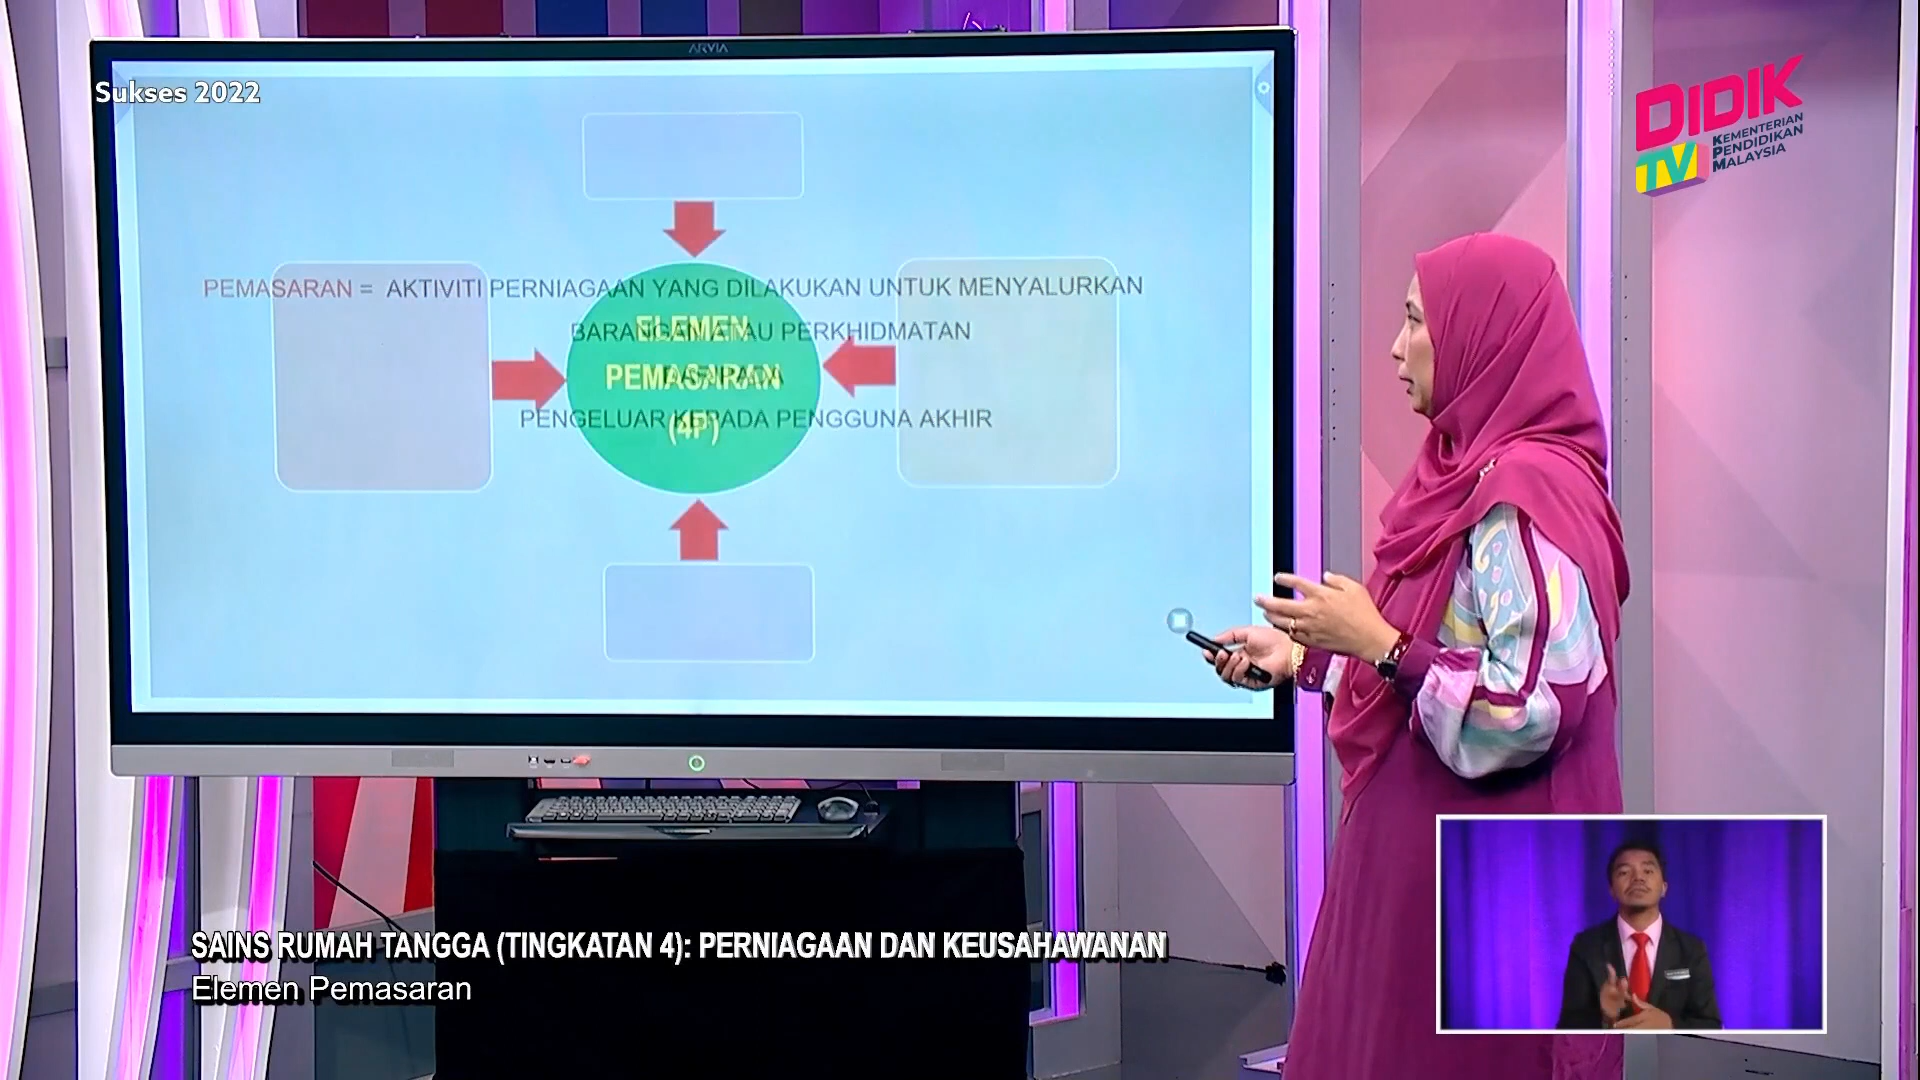 ARVIA
Sukses 2022
DIDIK
TV
KEMENTERIAN
PENDIDIKAN
MALAYSIA
PEMASARAN = AKTIVITI PERNIAGAAN YANG DILAKUKAN UNTUK MENYALURKAN
BARANGAN ATAU PERKHIDMATAN
PENGELUAR KEPADA PENGGUNA AKHIR
ELEMEN
PEMASARAN
(4P)
SAINS RUMAH TANGGA (TINGKATAN 4): PERNIAGAAN DAN KEUSAHAWANAN
Elemen Pemasaran